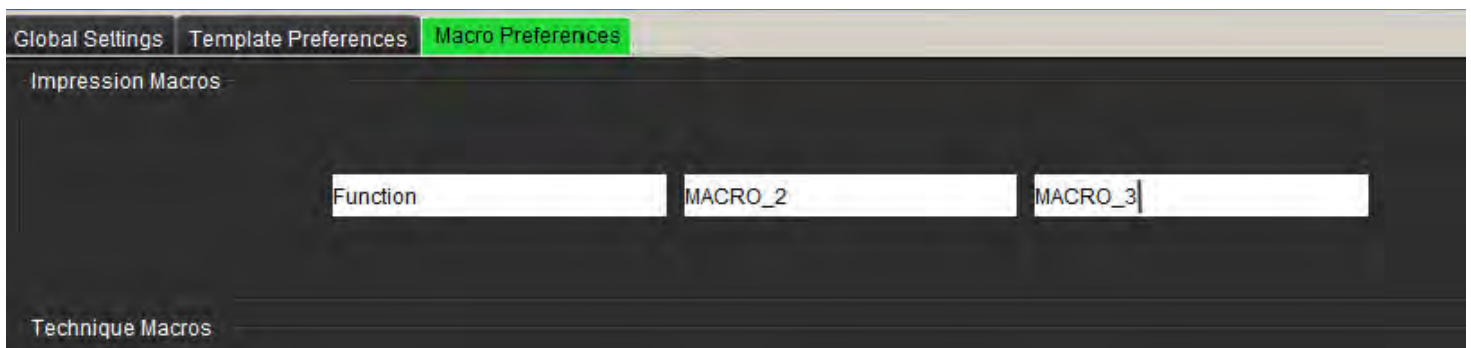 Global Settings Template Preferences Macro Preferences
Impression Macros
Function MACRO_2 MACRO_3
Technique Macros